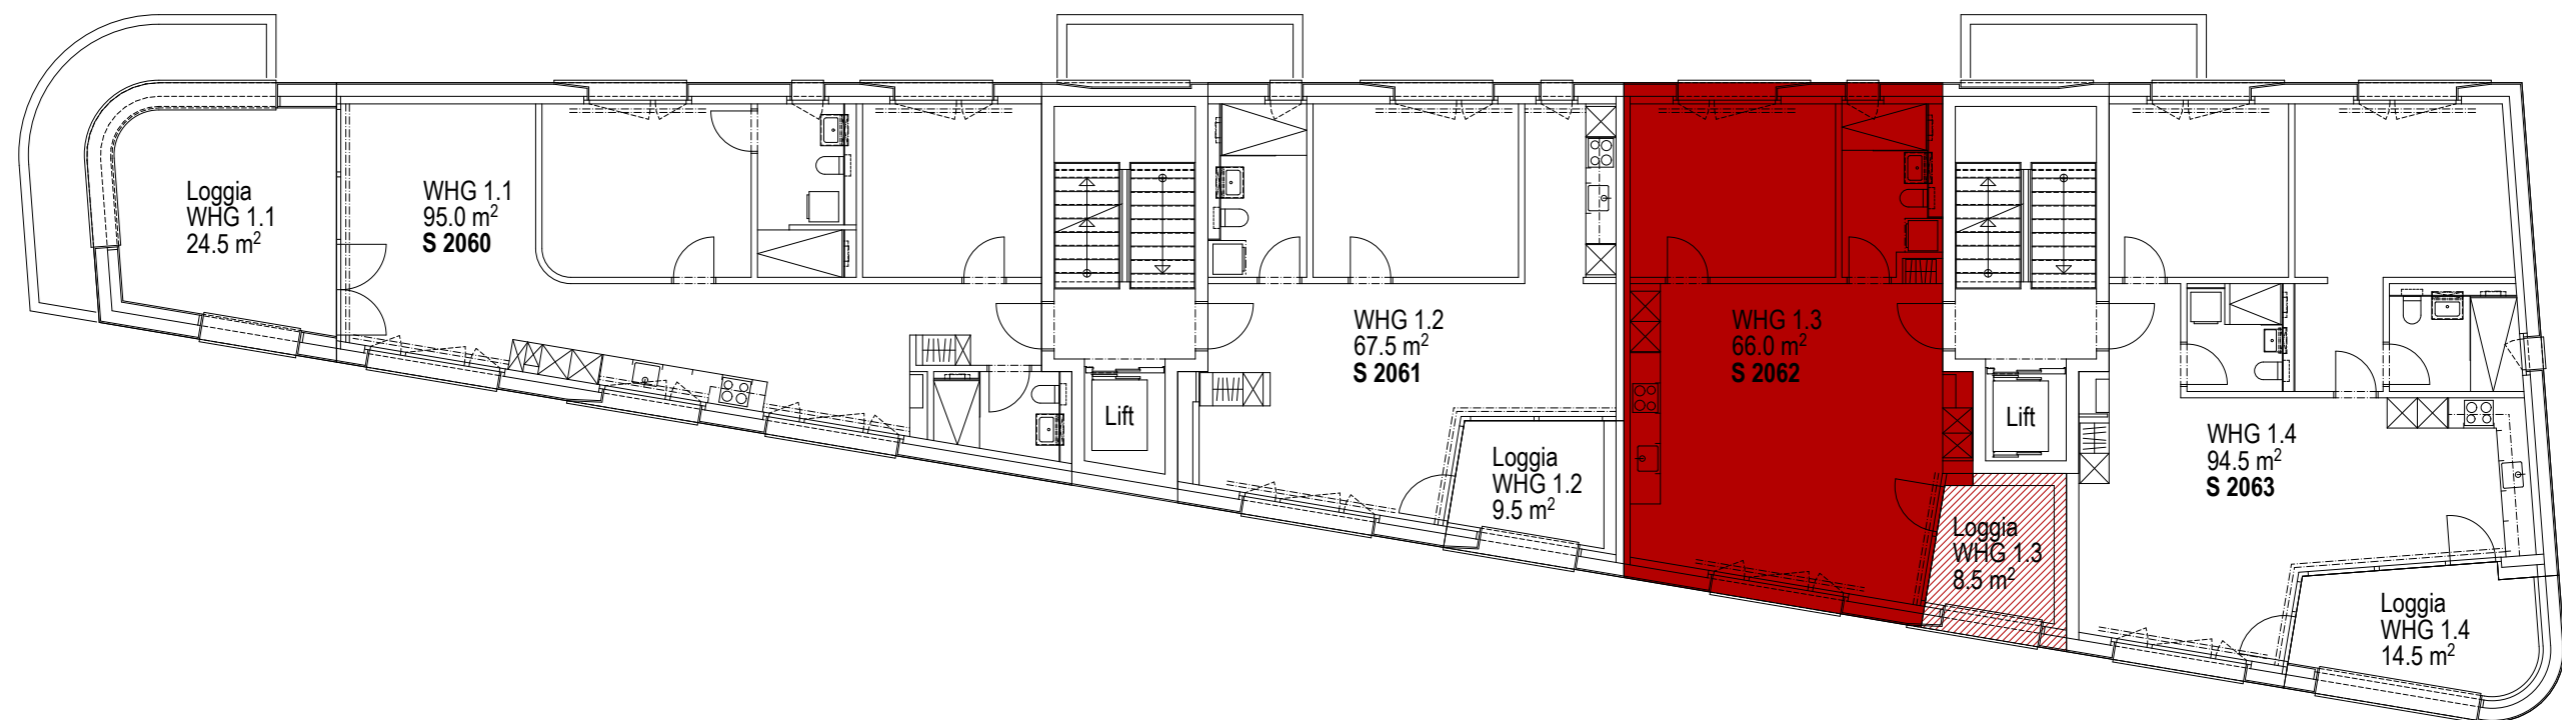 Loggia
WHG 1.1
24.5 m²
WHG 1.1
95.0 m²
S 2060
Lift
WHG 1.2
67.5 m²
S 2061
Loggia
WHG 1.2
9.5 m²
WHG 1.3
66.0 m²
S 2062
Loggia
WHG 1.3
8.5 m²
Lift
WHG 1.4
94.5 m²
S 2063
Loggia
WHG 1.4
14.5 m²